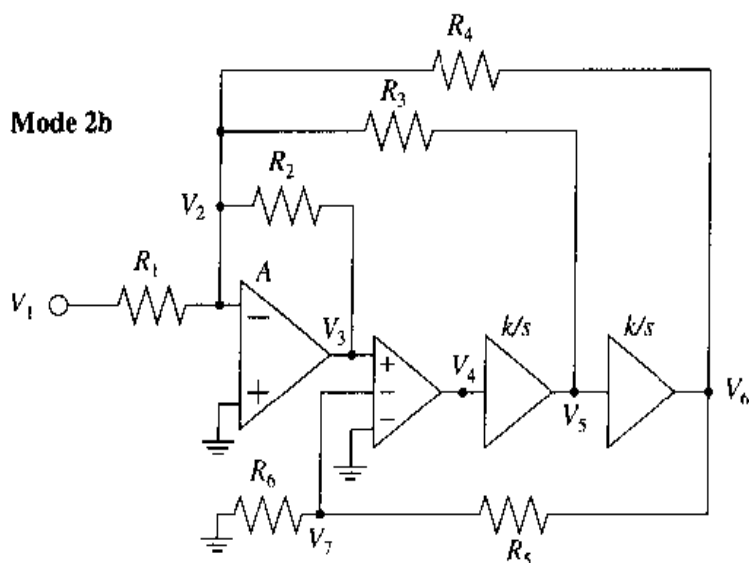 R4
R3
Mode 2b
R2
V2
R1
A
V1
−
V3
+
k/s
k/s
V4
+
−
−
V5
V6
R6
V7
R5